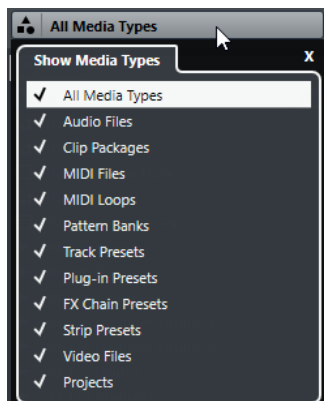 All Media Types
Show Media Types X
All Media Types
Audio Files
Clip Packages
MIDI Files
MIDI Loops
Pattern Banks
Track Presets
Plug-in Presets
FX Chain Presets
Strip Presets
Video Files
Projects